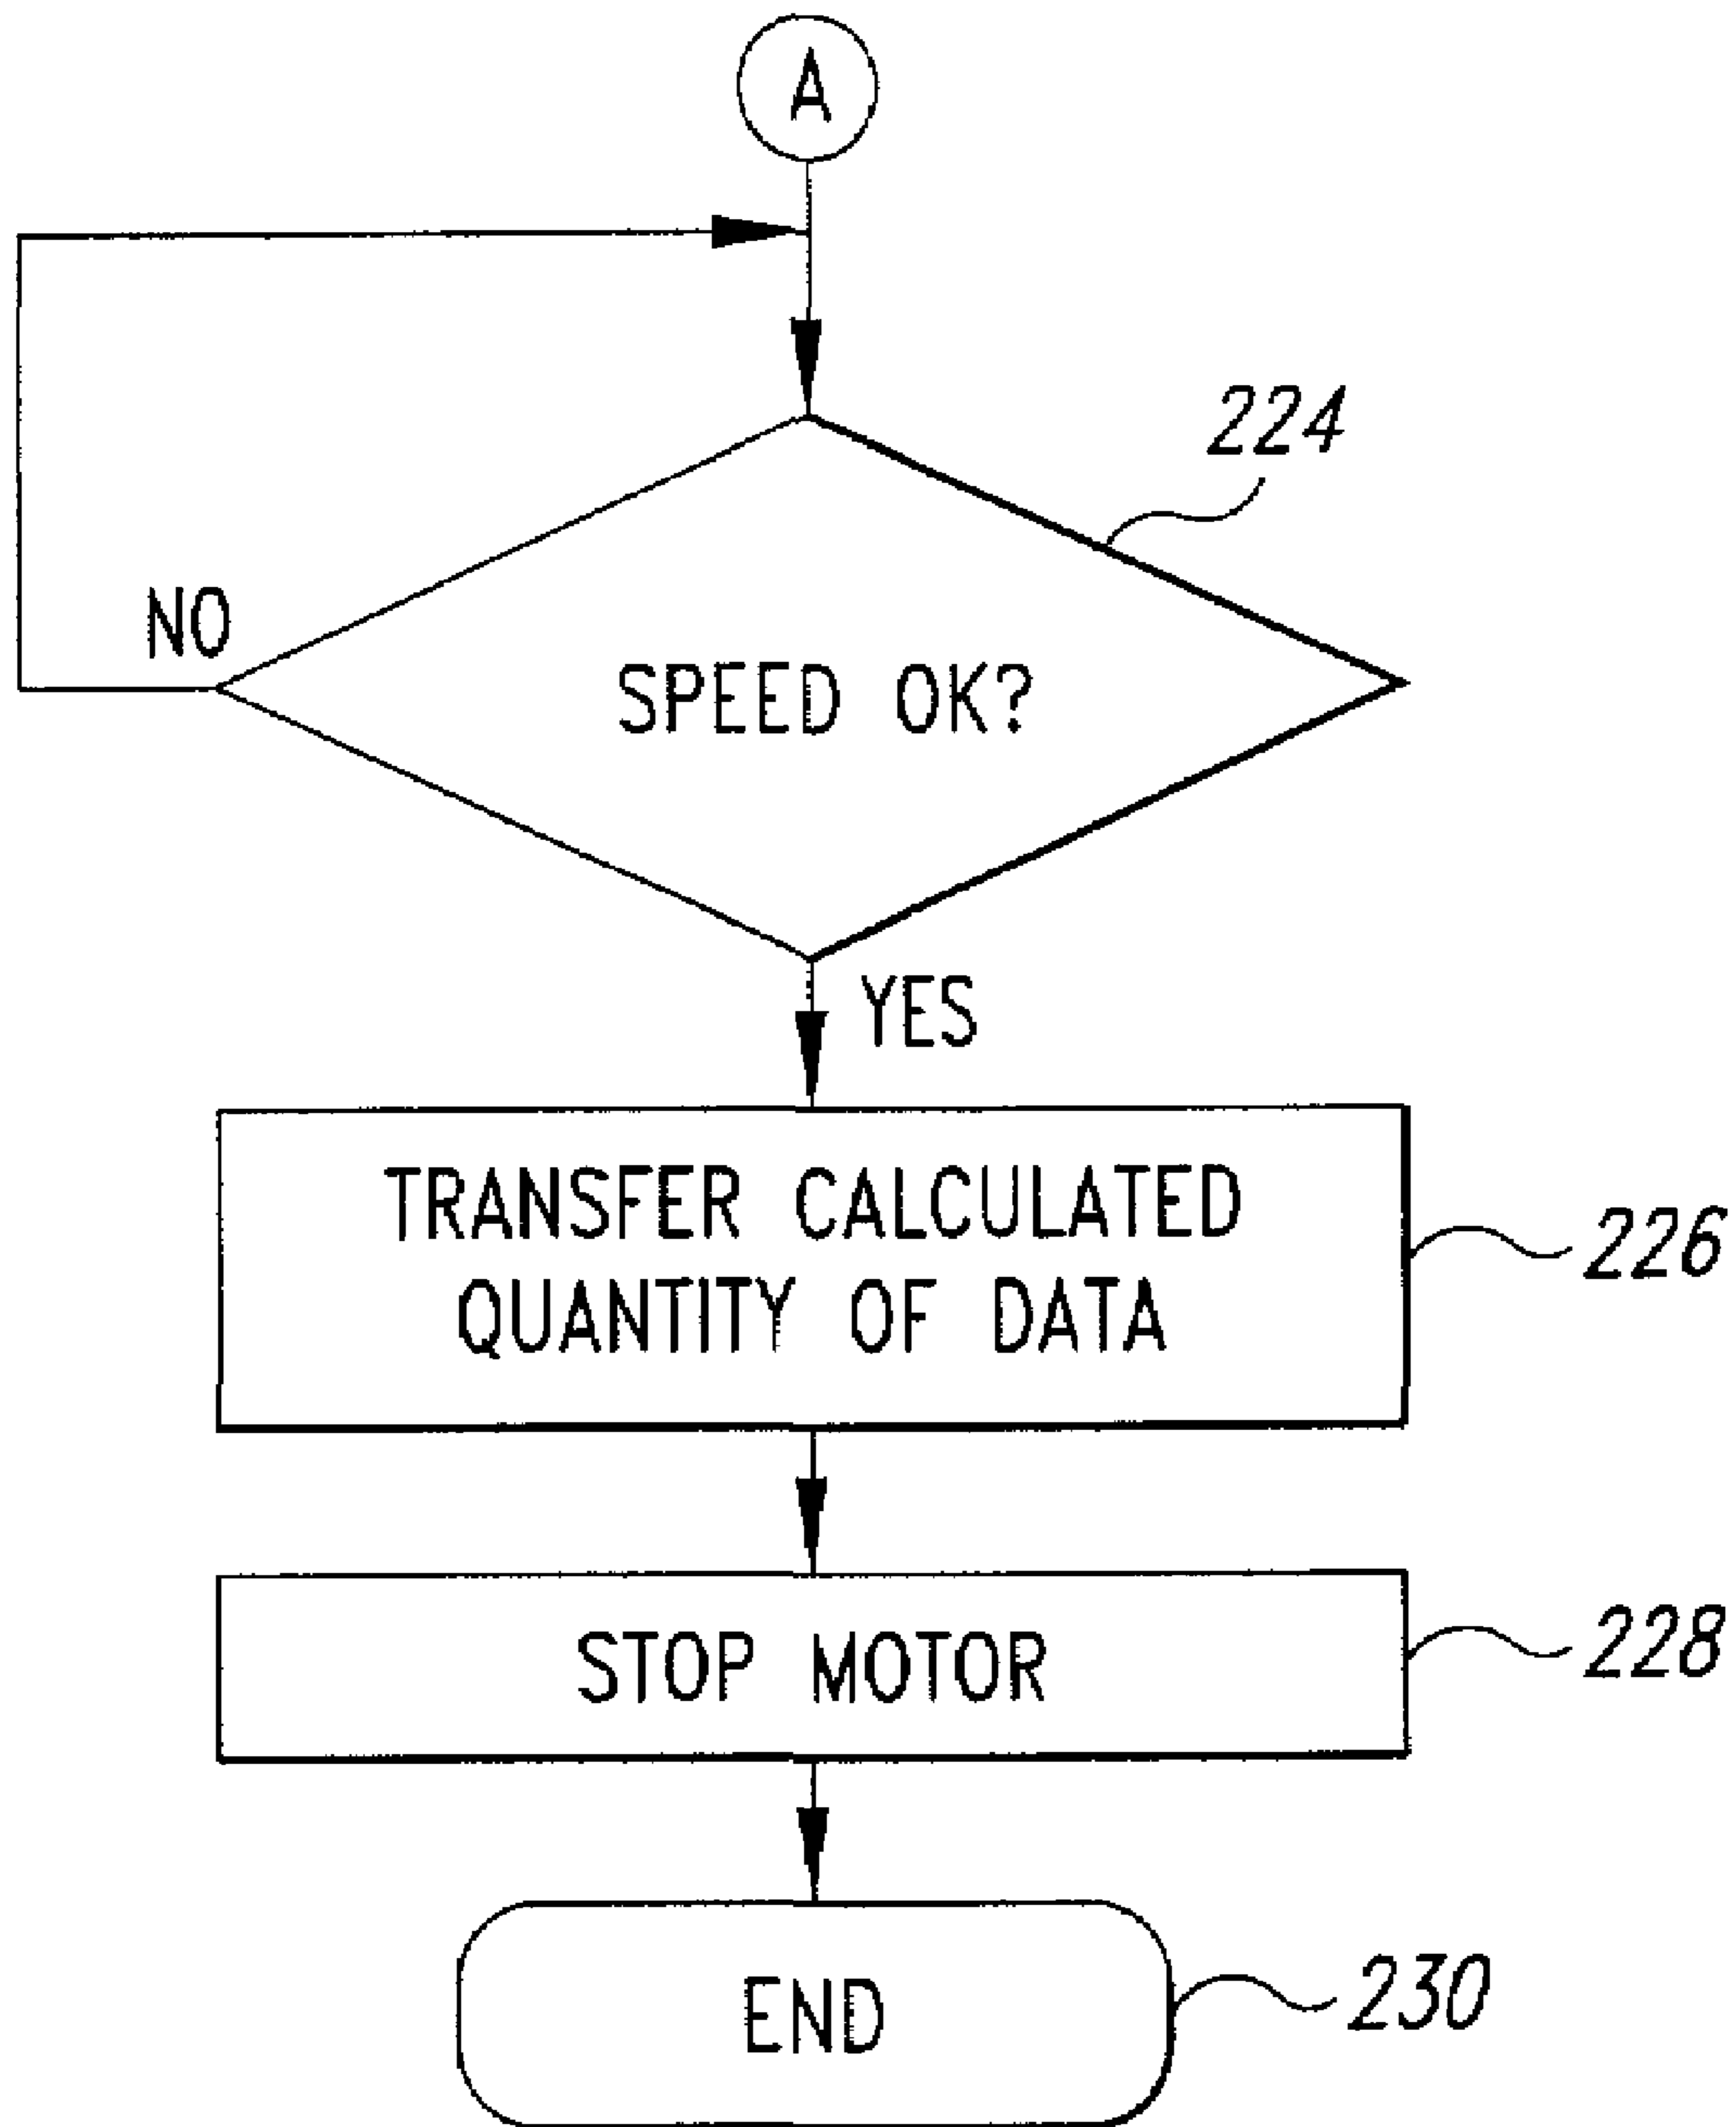 A
224
NO
SPEED OK?
YES
TRANSFER CALCULATED
QUANTITY OF DATA
226
STOP MOTOR
228
END
230